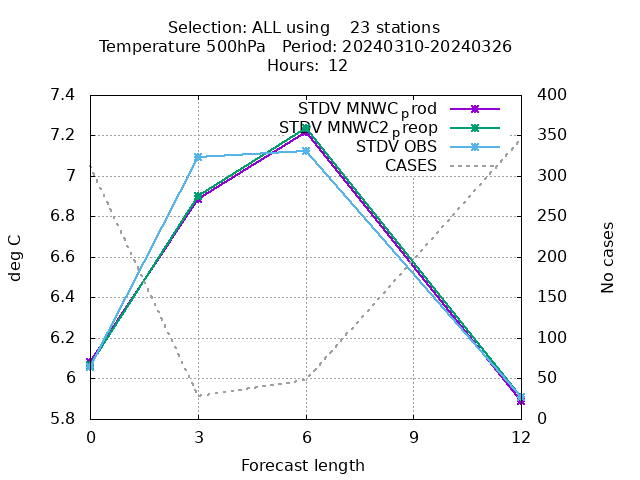 Selection: ALL using 23 stations
Temperature 500hPa Period: 20240310-20240326
Hours: 12
7.4
7.2
7
6.8
6.6
6.4
6.2
6
5.8
400
350
300
250
200
150
100
50
0
STDV MNWCprod
STDV MNWC2preop
STDV OBS
CASES
deg C
No cases
0 3 6 9 12
Forecast length